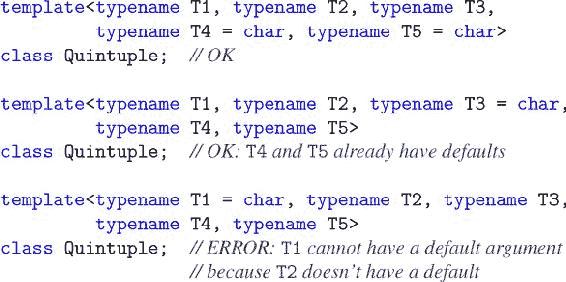 template<typename T1, typename T2, typename T3,
typename T4 = char, typename T5 = char>
class Quintuple; // OK
template<typename T1, typename T2, typename T3 = char,
typename T4, typename T5>
class Quintuple; // OK: T4 and T5 already have defaults
template<typename T1 = char, typename T2, typename T3,
typename T4, typename T5>
class Quintuple; // ERROR: T1 cannot have a default argument
// because T2 doesn't have a default